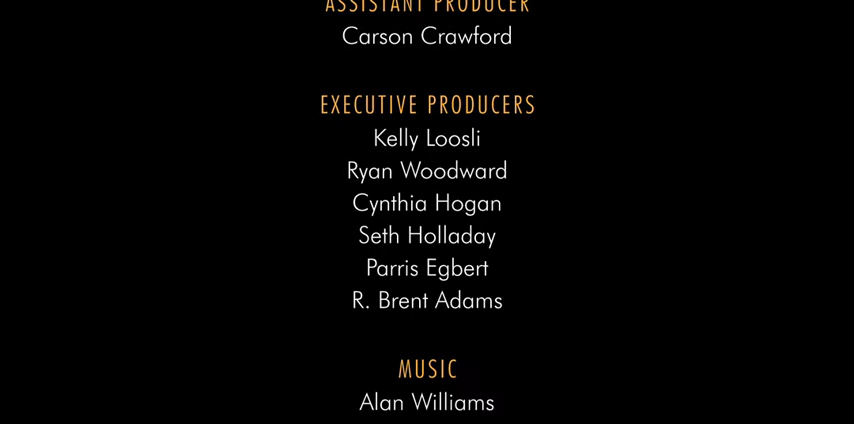 ASSISTANT PRODUCER
Carson Crawford
EXECUTIVE PRODUCERS
Kelly Loosli
Ryan Woodward
Cynthia Hogan
Seth Holladay
Parris Egbert
R. Brent Adams
MUSIC
Alan Williams